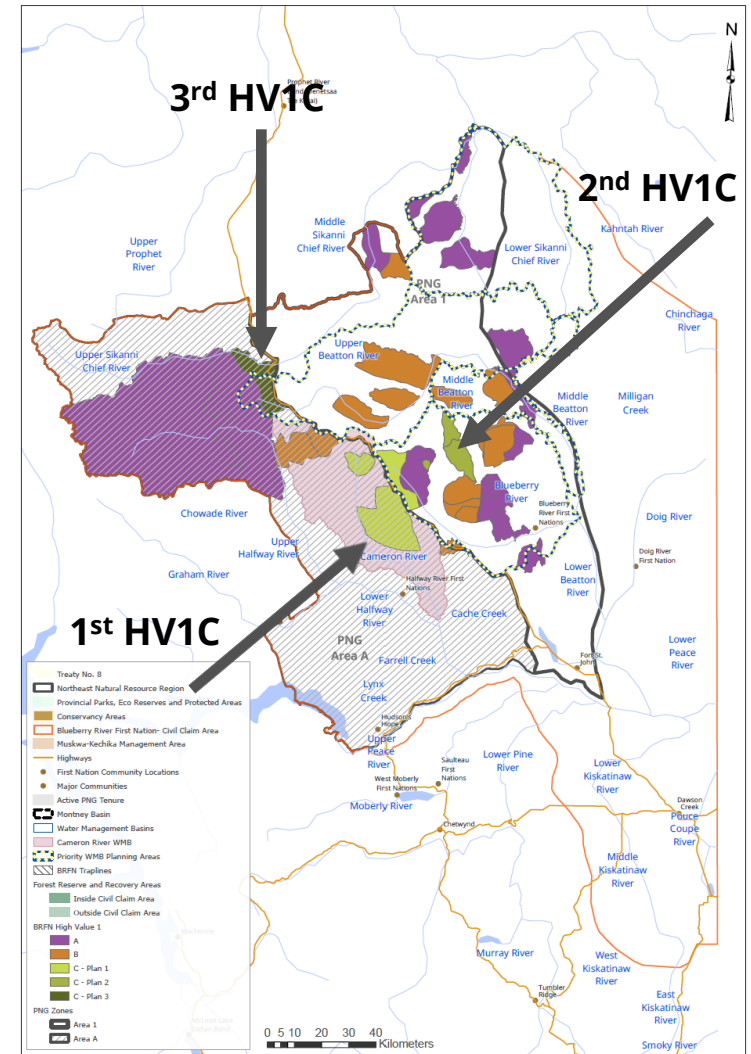 N
3rd HV1C
Prophet River
2nd HV1C
Kahntah River
Middle
Sikanni
Chief River
Upper
Prophet
River
Lower Sikanni
Chief River
PNG
Area 1
Chinchaga
River
Upper Sikanni
Chief River
Upper
Beatton River
Middle
Beatton
River
Middle
Beatton
River
Milligan
Creek
Blueberry
River
Blueberry
River First
Nations
Chowade River
Doig River
Doig River
First Nation
Upper
Halfway River
Cameron River
Graham River
Halfway River First
Nations
Lower
Beatton
River
Lower
Halfway
River
Cache Creek
1st HV1C
PNG
Area A
Farrell Creek
Fort St.
John
Lower
Peace
River
Lynx
Creek
Hudson's
Hope
Upper
Peace
River
Lower Pine
River
Saulteau
First
Nations
Lower
Kiskatinaw
River
West Moberly
First Nations
Moberly River
Dawson
Creek
Pouce
Coupe
River
Chetwynd
Middle
Kiskatinaw
River
Murray River
West
Kiskatinaw
River
Tumbler
Ridge
East
Kiskatinaw
River
Smoky River
Treaty No. 8
Northeast Natural Resource Region
Provincial Parks, Eco Reserves and Protected Areas
Conservancy Areas
Blueberry River First Nation- Civil Claim Area
Muskwa-Kechika Management Area
Highways
First Nation Community Locations
Major Communities
Active PNG Tenure
Montney Basin
Water Management Basins
Cameron River WMB
Priority WMB Planning Areas
BRFN Traplines
Forest Reserve and Recovery Areas
Inside Civil Claim Area
Outside Civil Claim Area
BRFN High Value 1
A
B
C - Plan 1
C - Plan 2
C - Plan 3
PNG Zones
Area 1
Area A
0 5 10 20 30 40
Kilometers